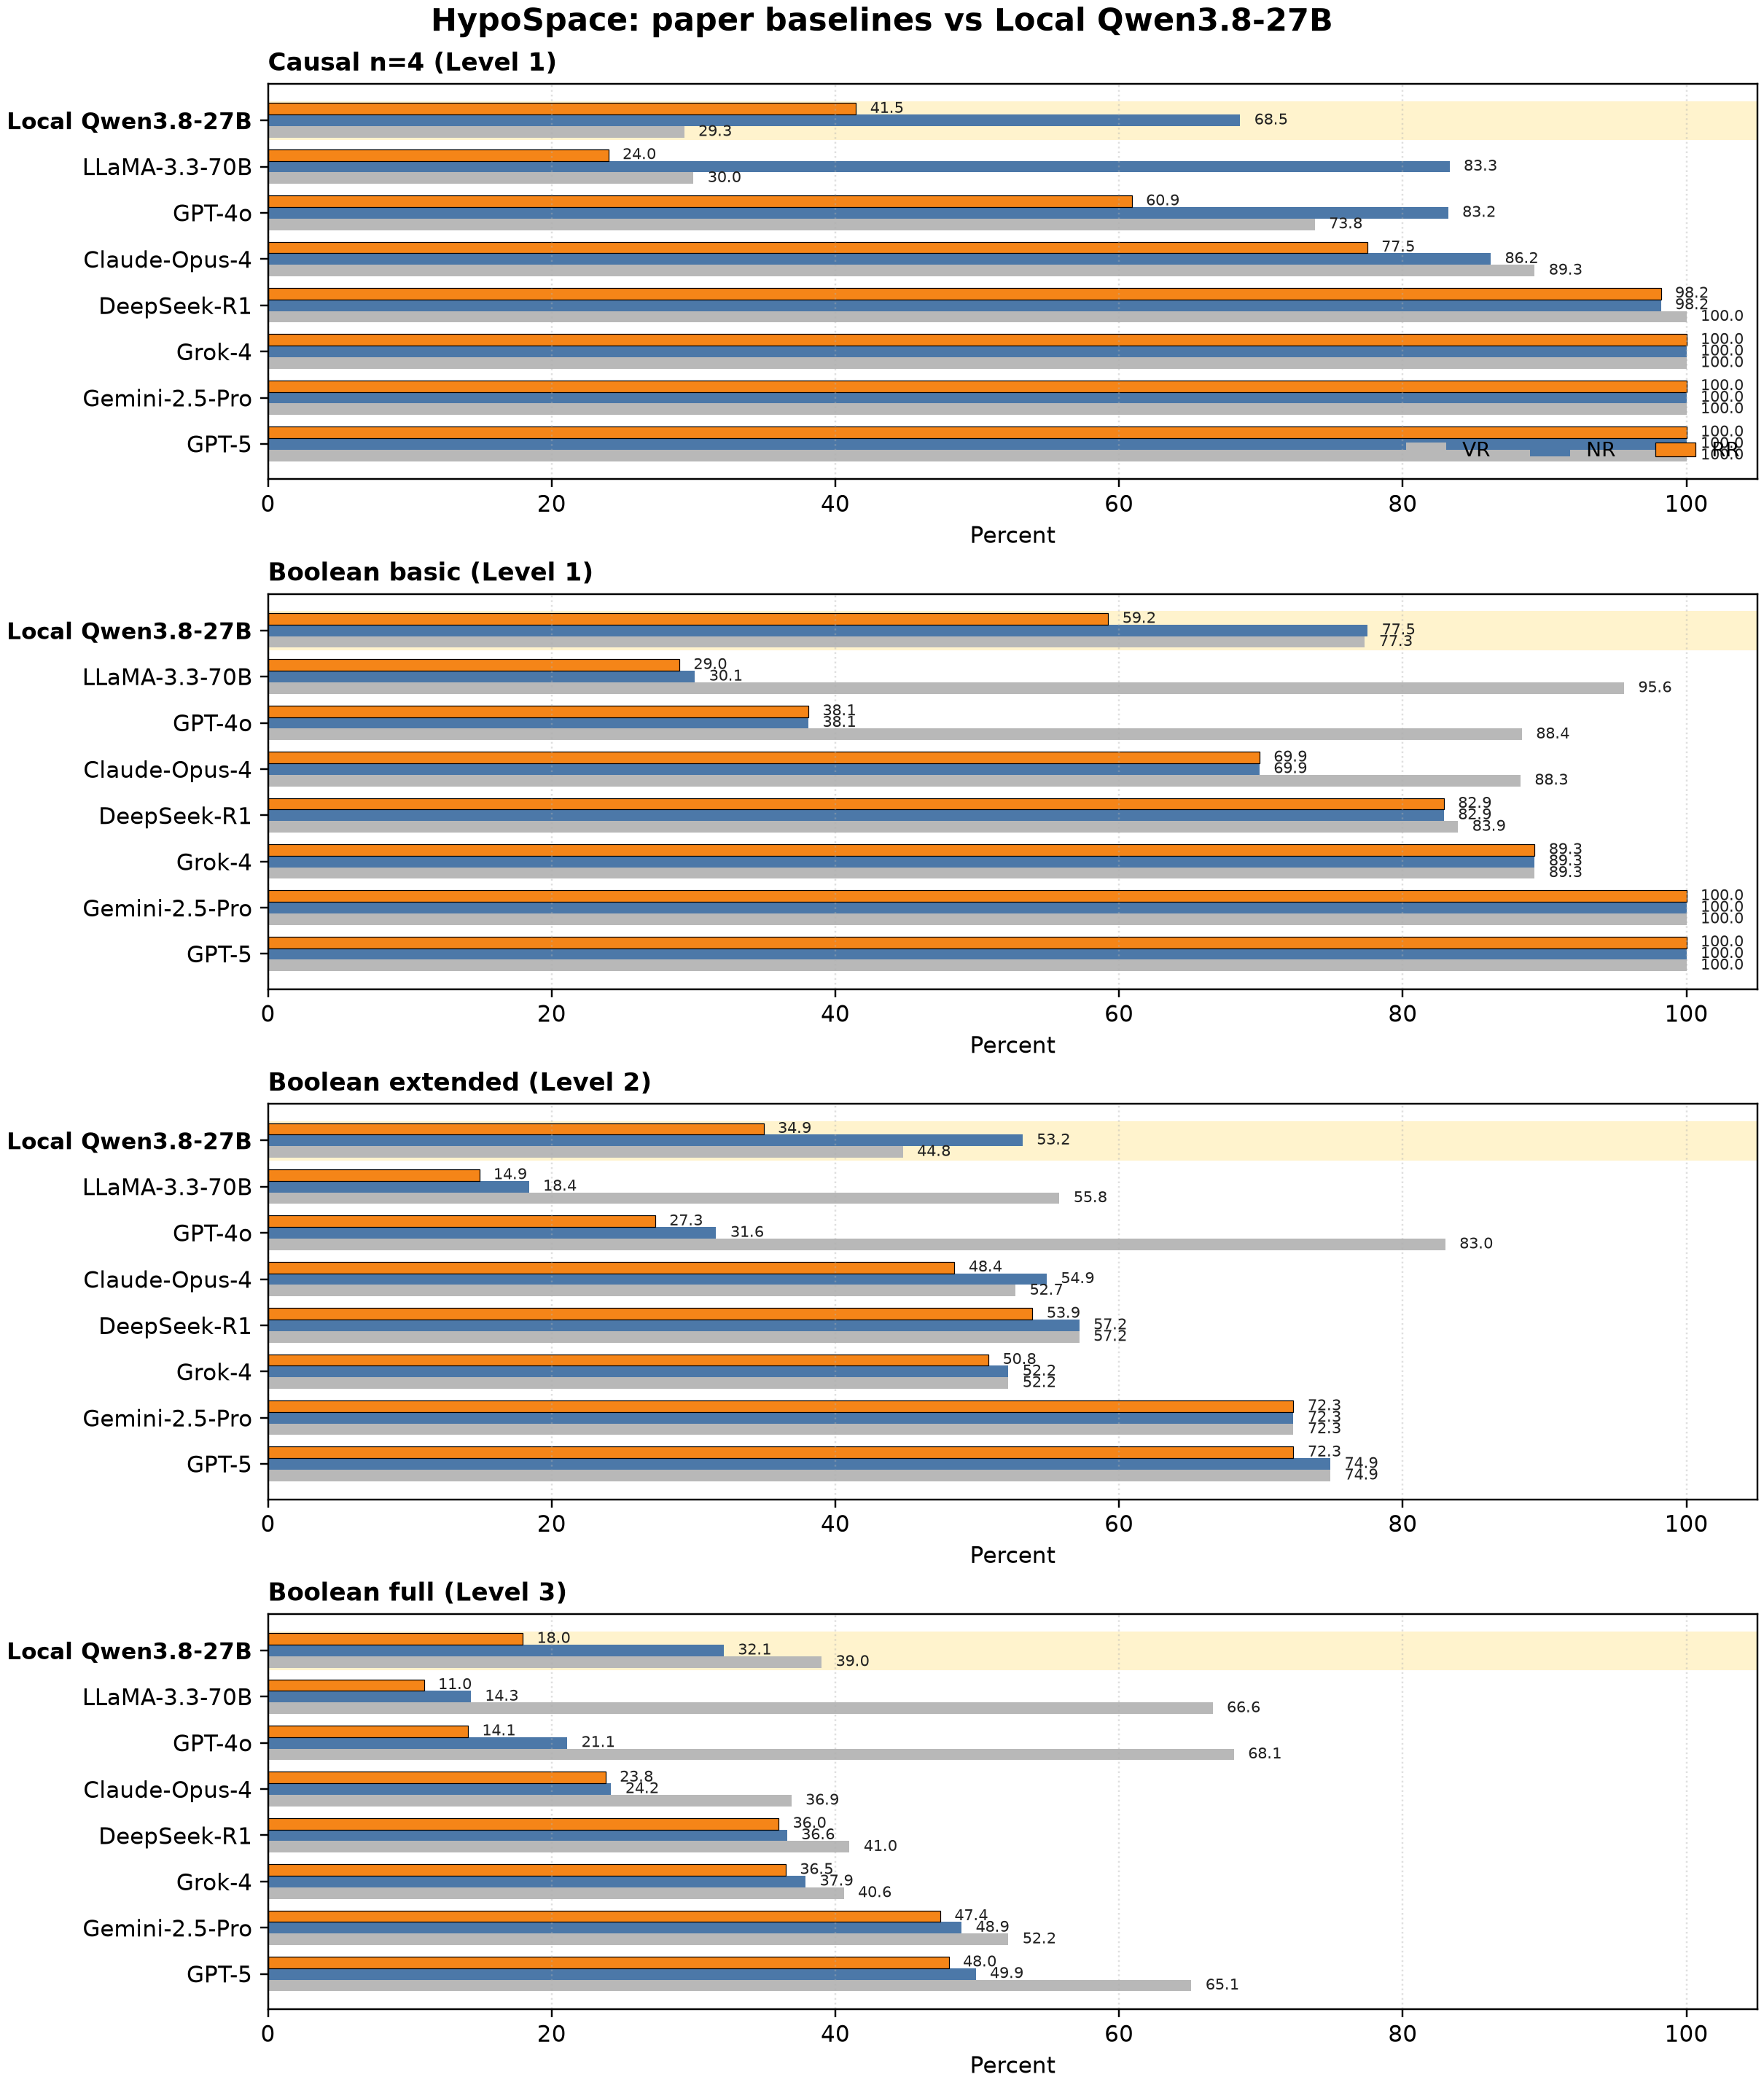 HypoSpace: paper baselines vs Local Qwen3.8-27B
Causal n=4 (Level 1)
Local Qwen3.8-27B 41.5 68.5 29.3
LLaMA-3.3-70B 24.0 83.3 30.0
GPT-4o 60.9 83.2 73.8
Claude-Opus-4 77.5 86.2 89.3
DeepSeek-R1 98.2 98.2 100.0
Grok-4 100.0 100.0 100.0
Gemini-2.5-Pro 100.0 100.0 100.0
GPT-5 100.0 100.0 100.0
VR NR RR
0 20 40 60 80 100
Percent
Boolean basic (Level 1)
Local Qwen3.8-27B 59.2 77.5 77.3
LLaMA-3.3-70B 29.0 30.1 95.6
GPT-4o 38.1 38.1 88.4
Claude-Opus-4 69.9 69.9 88.3
DeepSeek-R1 82.9 82.9 83.9
Grok-4 89.3 89.3 89.3
Gemini-2.5-Pro 100.0 100.0 100.0
GPT-5 100.0 100.0 100.0
0 20 40 60 80 100
Percent
Boolean extended (Level 2)
Local Qwen3.8-27B 34.9 53.2 44.8
LLaMA-3.3-70B 14.9 18.4 55.8
GPT-4o 27.3 31.6 83.0
Claude-Opus-4 48.4 54.9 52.7
DeepSeek-R1 53.9 57.2 57.2
Grok-4 50.8 52.2 52.2
Gemini-2.5-Pro 72.3 72.3 72.3
GPT-5 72.3 74.9 74.9
0 20 40 60 80 100
Percent
Boolean full (Level 3)
Local Qwen3.8-27B 18.0 32.1 39.0
LLaMA-3.3-70B 11.0 14.3 66.6
GPT-4o 14.1 21.1 68.1
Claude-Opus-4 23.8 24.2 36.9
DeepSeek-R1 36.0 36.6 41.0
Grok-4 36.5 37.9 40.6
Gemini-2.5-Pro 47.4 48.9 52.2
GPT-5 48.0 49.9 65.1
0 20 40 60 80 100
Percent